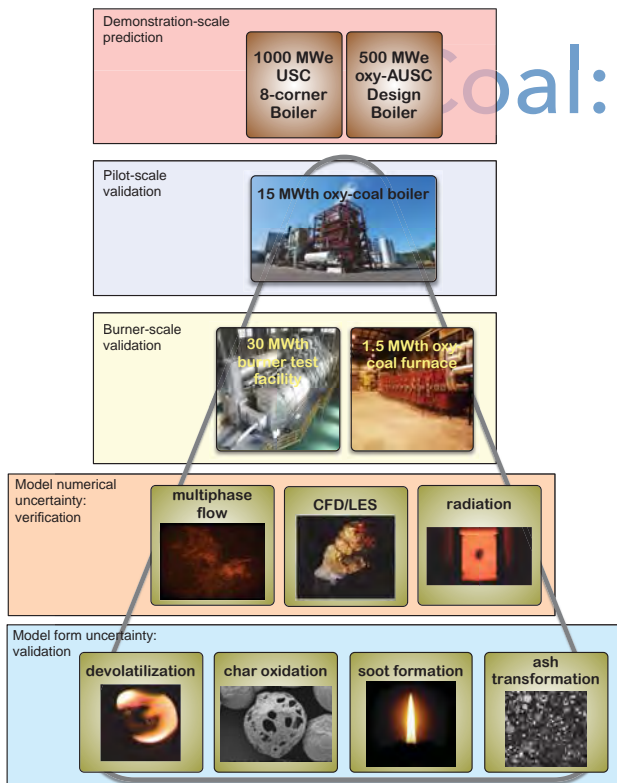 Demonstration-scale
prediction
1000 MWe
USC
8-corner
Boiler
500 MWe
oxy-AUSC
Design
Boiler
Coal:
Pilot-scale
validation
15 MWth oxy-coal boiler
Burner-scale
validation
30 MWth
burner test
facility
1.5 MWth oxy
coal furnace
Model numerical
uncertainty:
verification
multiphase
flow
CFD/LES
radiation
Model form uncertainty:
validation
devolatilization
char oxidation
soot formation
ash
transformation